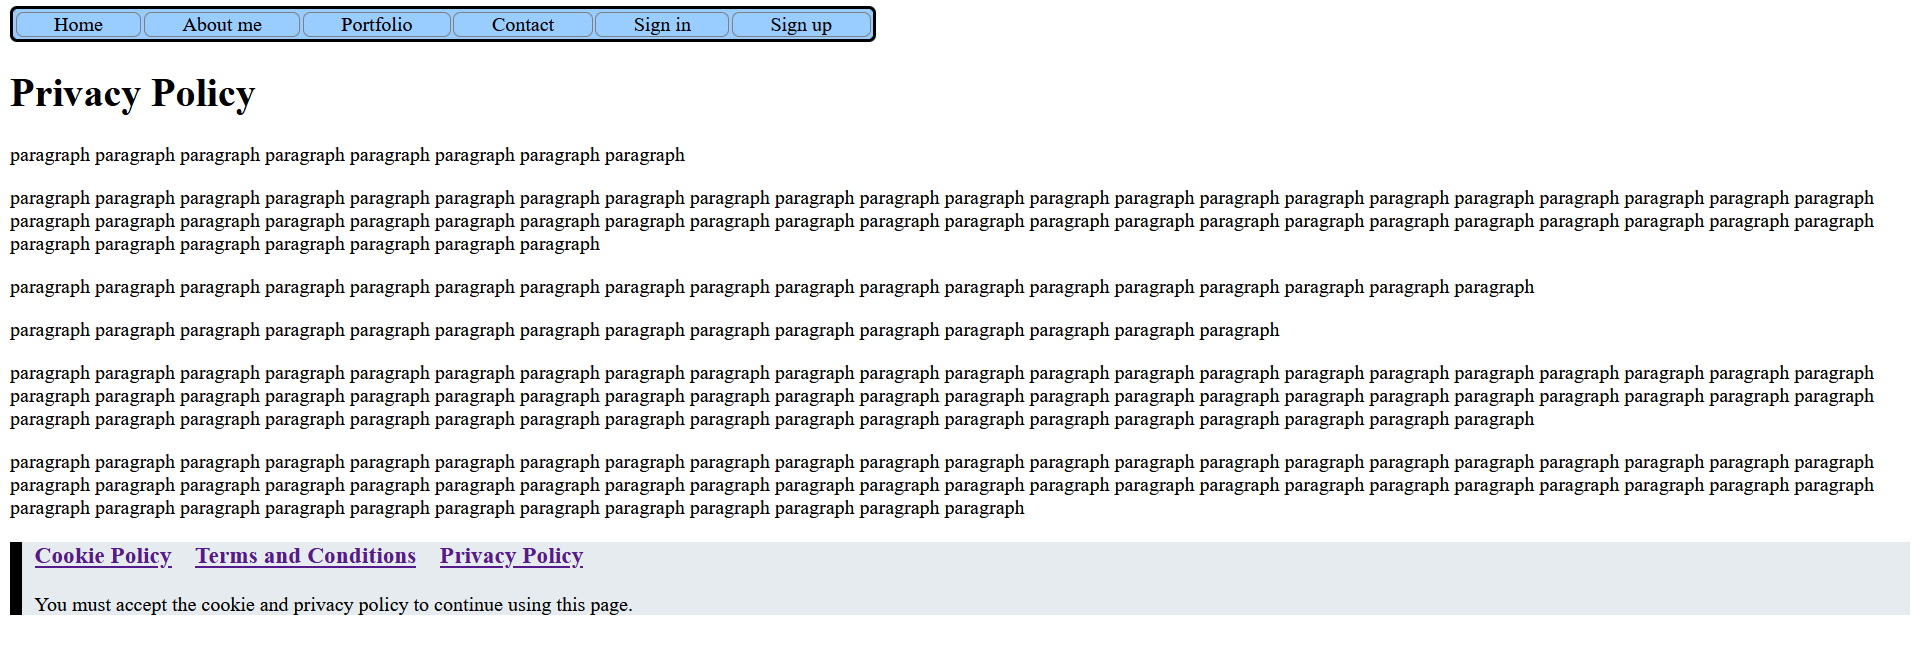 Home About me Portfolio Contact Sign in Sign up
Privacy Policy
paragraph paragraph paragraph paragraph paragraph paragraph paragraph paragraph
paragraph paragraph paragraph paragraph paragraph paragraph paragraph paragraph paragraph paragraph paragraph paragraph paragraph paragraph paragraph paragraph paragraph paragraph paragraph paragraph paragraph paragraph
paragraph paragraph paragraph paragraph paragraph paragraph paragraph paragraph paragraph paragraph paragraph paragraph paragraph paragraph paragraph paragraph paragraph paragraph paragraph paragraph paragraph paragraph
paragraph paragraph paragraph paragraph paragraph paragraph paragraph
paragraph paragraph paragraph paragraph paragraph paragraph paragraph paragraph paragraph paragraph paragraph paragraph paragraph paragraph paragraph paragraph paragraph paragraph
paragraph paragraph paragraph paragraph paragraph paragraph paragraph paragraph paragraph paragraph paragraph paragraph paragraph paragraph paragraph
paragraph paragraph paragraph paragraph paragraph paragraph paragraph paragraph paragraph paragraph paragraph paragraph paragraph paragraph paragraph paragraph paragraph paragraph paragraph paragraph paragraph paragraph
paragraph paragraph paragraph paragraph paragraph paragraph paragraph paragraph paragraph paragraph paragraph paragraph paragraph paragraph paragraph paragraph paragraph paragraph paragraph paragraph paragraph paragraph
paragraph paragraph paragraph paragraph paragraph paragraph paragraph paragraph paragraph paragraph paragraph paragraph paragraph paragraph paragraph paragraph paragraph paragraph
paragraph paragraph paragraph paragraph paragraph paragraph paragraph paragraph paragraph paragraph paragraph paragraph paragraph paragraph paragraph paragraph paragraph paragraph paragraph paragraph paragraph paragraph
paragraph paragraph paragraph paragraph paragraph paragraph paragraph paragraph paragraph paragraph paragraph paragraph paragraph paragraph paragraph paragraph paragraph paragraph paragraph paragraph paragraph paragraph
paragraph paragraph paragraph paragraph paragraph paragraph paragraph paragraph paragraph paragraph paragraph paragraph
Cookie Policy Terms and Conditions Privacy Policy
You must accept the cookie and privacy policy to continue using this page.